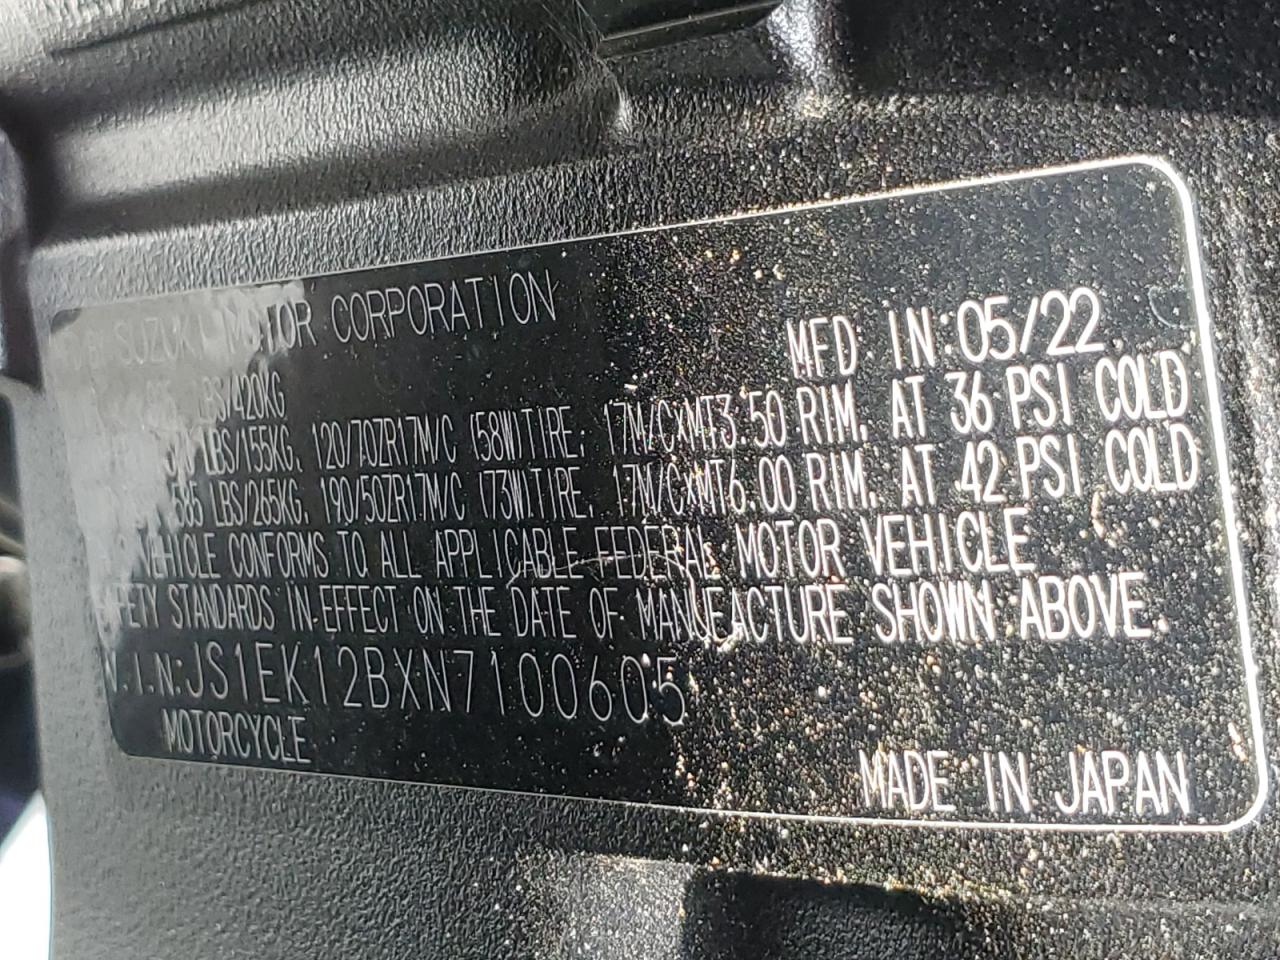 BY SUZUKI MOTOR CORPORATION
MFD IN: 05/22
LBS/420KG
LBS/155KG. 120/70ZR17M/C (58W)TIRE, 17M/CxMT3.50 RIM, AT 36 PSI COLD
585 LBS/265KG. 190/50ZR17M/C (73W)TIRE, 17M/CxMT6.00 RIM, AT 42 PSI COLD
VEHICLE CONFORMS TO ALL APPLICABLE FEDERAL MOTOR VEHICLE
SAFETY STANDARDS IN EFFECT ON THE DATE OF MANUFACTURE SHOWN ABOVE.
V.I.N: JS1EK12BXN7100605
MOTORCYCLE
MADE IN JAPAN